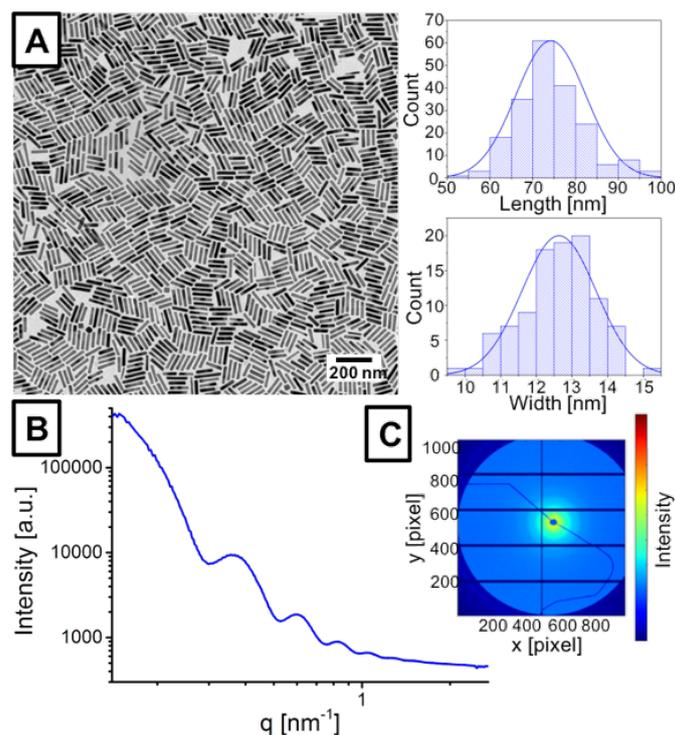 A
200 nm
Count
70
60
50
40
30
20
10
0
50 60 70 80 90 100
Length [nm]
Count
20
15
10
5
0
10 11 12 13 14 15
Width [nm]
B
Intensity [a.u.]
100000
10000
1000
1
q [nm⁻¹]
C
y [pixel]
1000
800
600
400
200
200 400 600 800
x [pixel]
Intensity